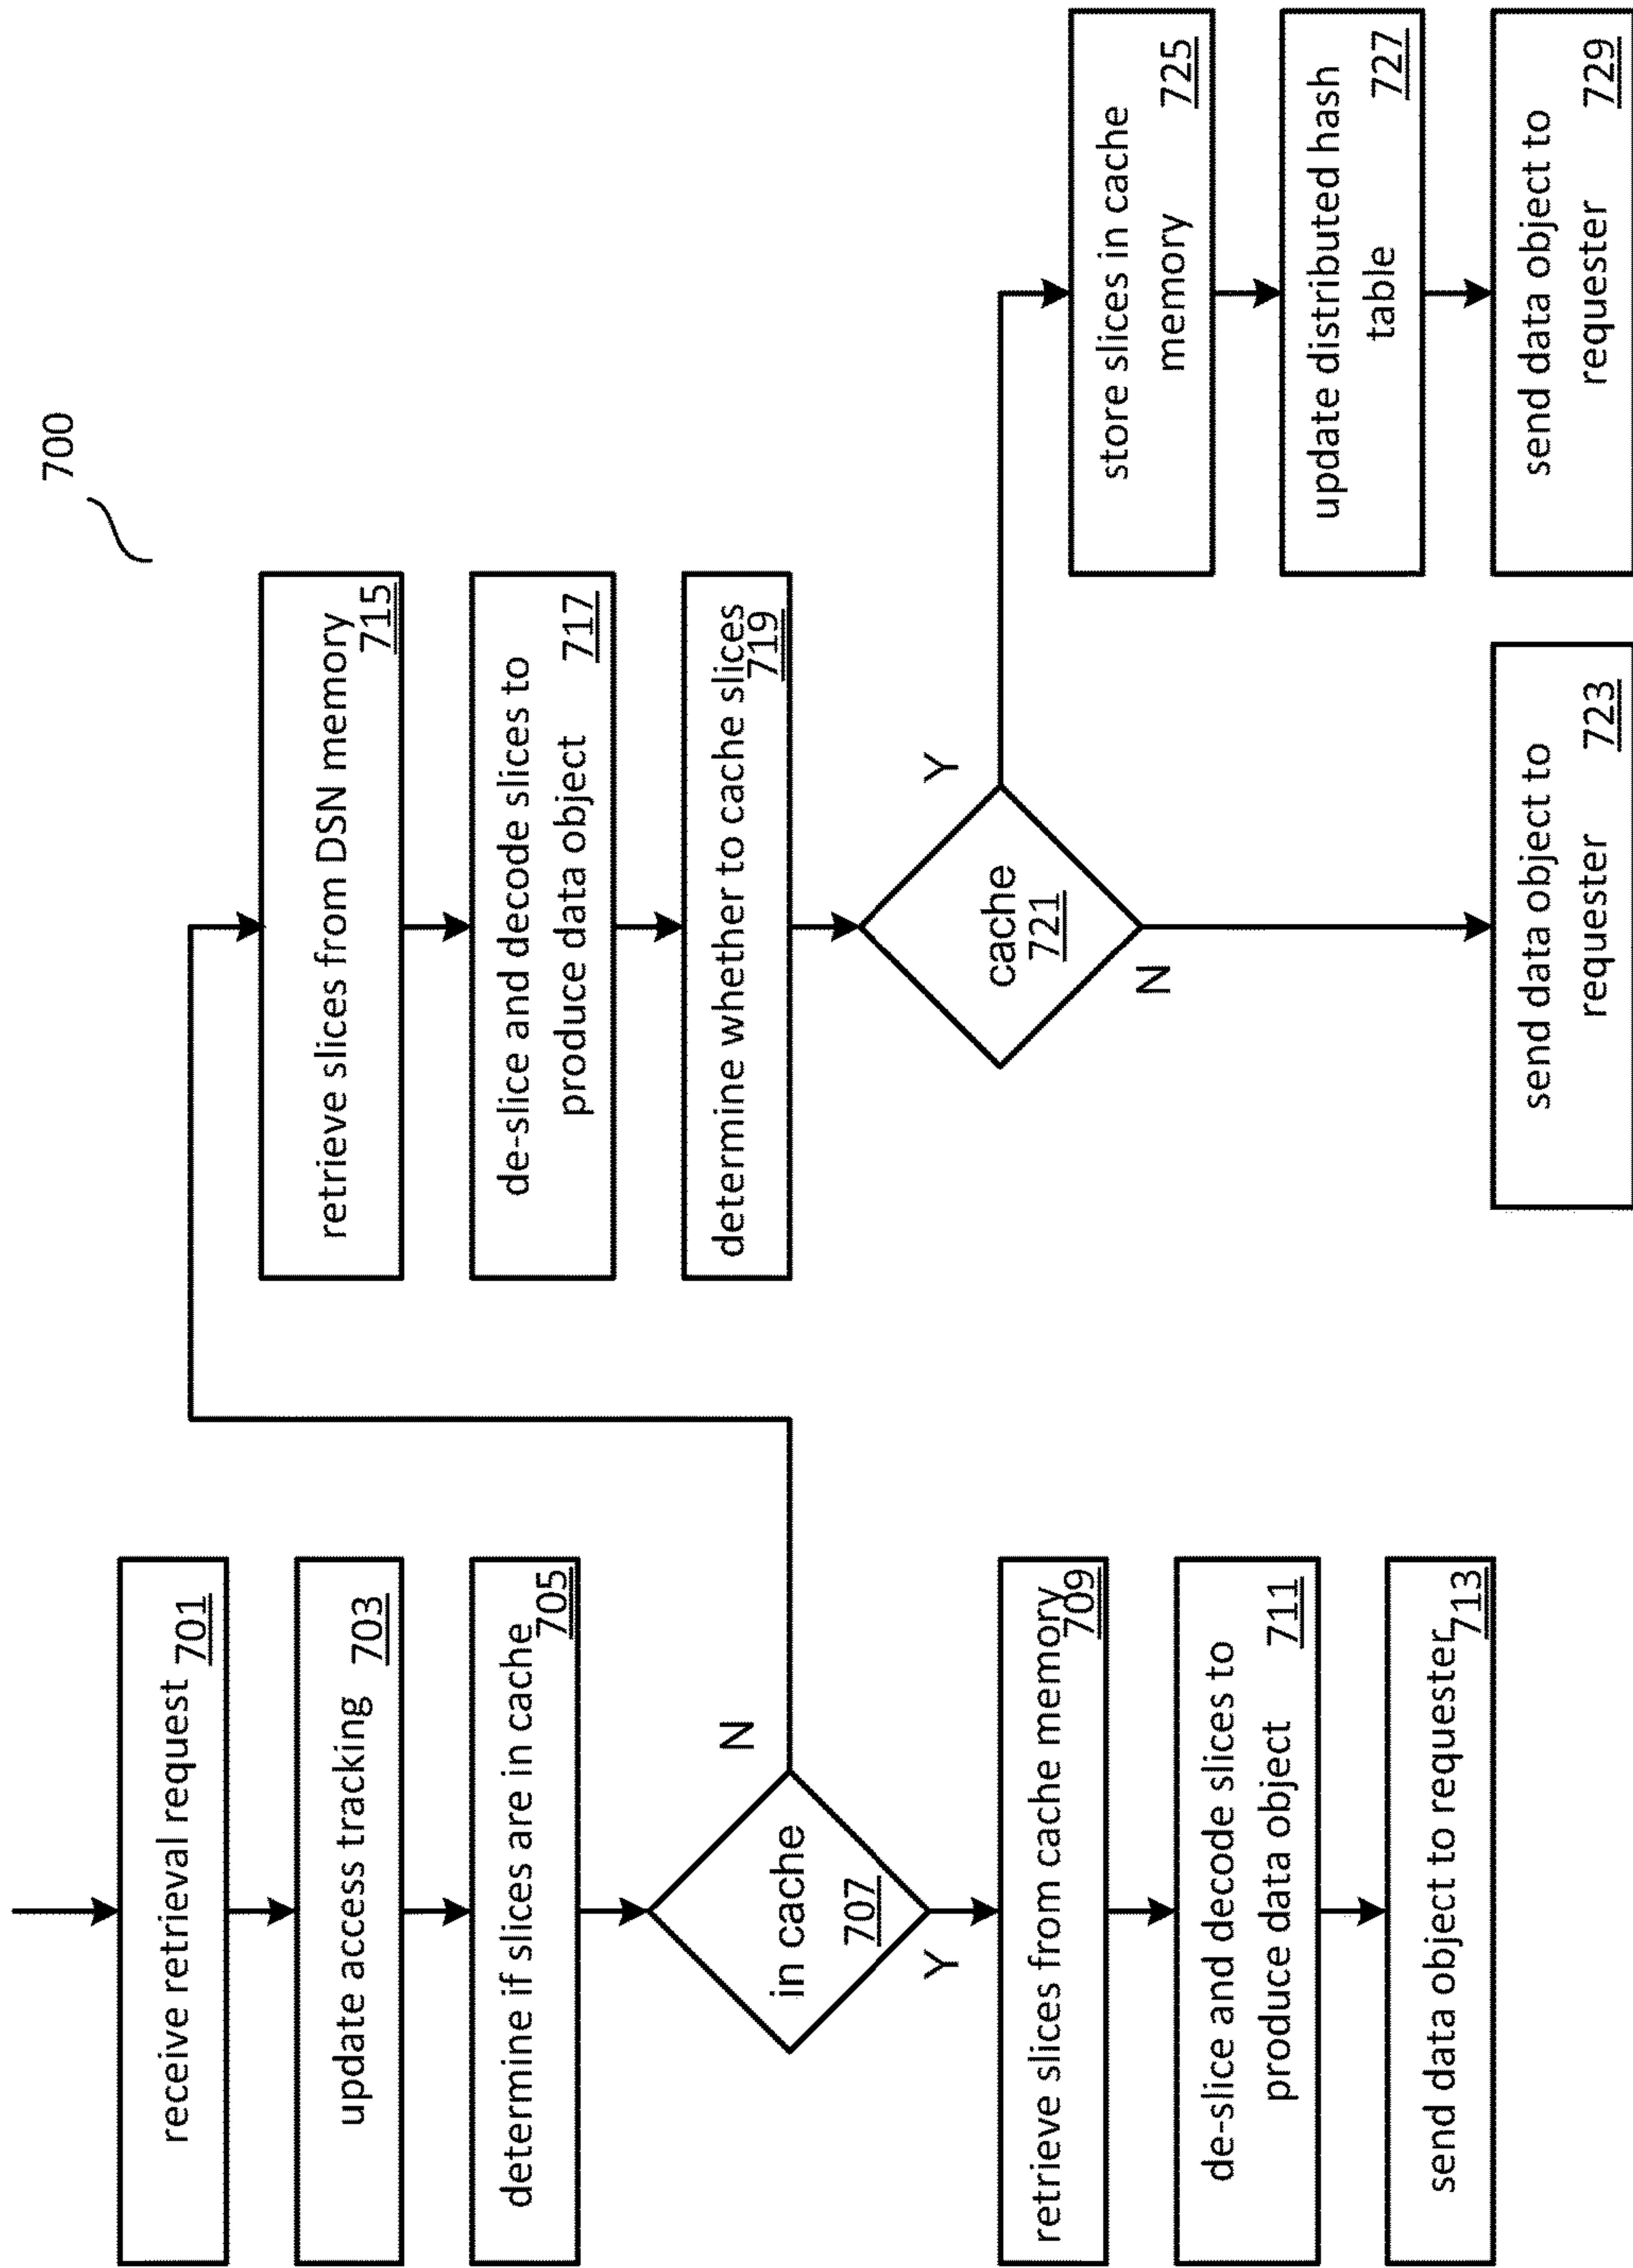 700
receive retrieval request 701
update access tracking 703
determine if slices are in cache
705
in cache
707
N
Y
retrieve slices from cache memory
709
de-slice and decode slices to
produce data object 711
send data object to requester
713
retrieve slices from DSN memory
715
de-slice and decode slices to
produce data object 717
determine whether to cache slices
719
cache
721
Y
N
send data object to
requester 723
store slices in cache
memory 725
update distributed hash
table 727
send data object to
requester 729